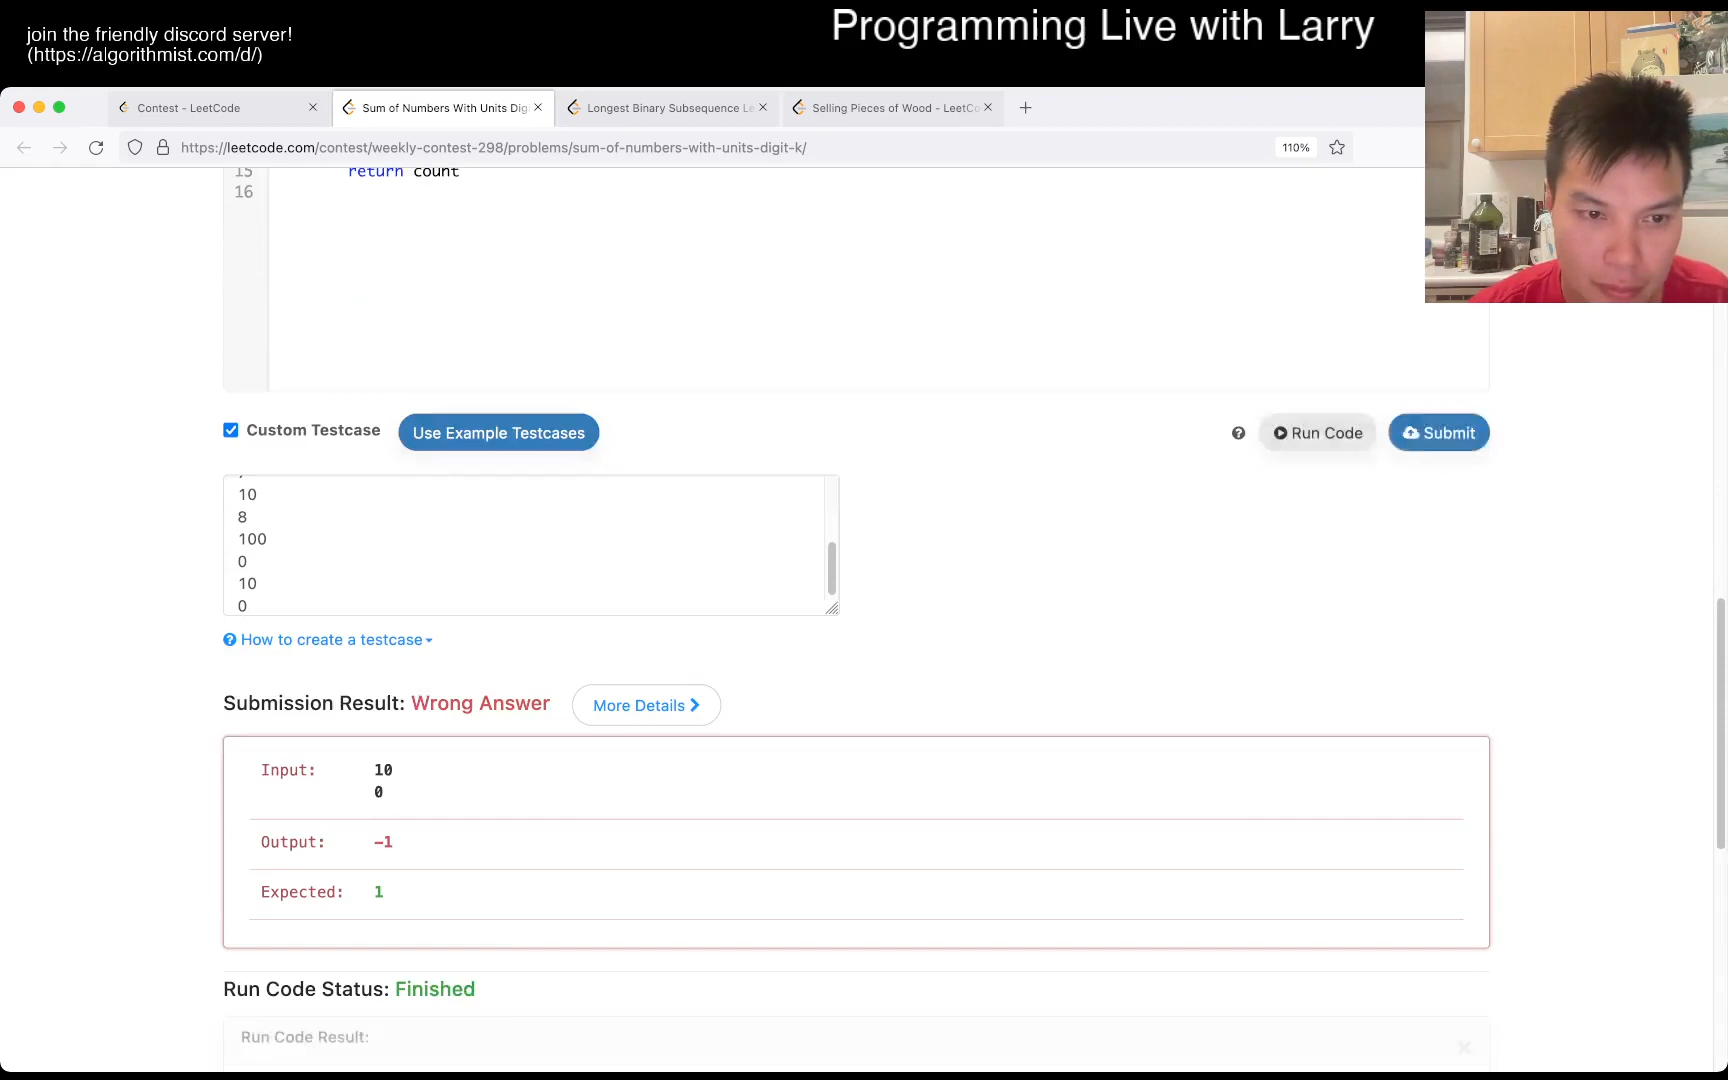 join the friendly discord server!
(https://algorithmist.com/d/)
Programming Live with Larry
Contest - LeetCode
Sum of Numbers With Units Dig
Longest Binary Subsequence Le
Selling Pieces of Wood - LeetCo
https://leetcode.com/contest/weekly-contest-298/problems/sum-of-numbers-with-units-digit-k/
110%
15 return count
16
Custom Testcase
Use Example Testcases
Run Code
Submit
10
8
100
0
10
0
How to create a testcase
Submission Result: Wrong Answer
More Details
Input: 10
0
Output: -1
Expected: 1
Run Code Status: Finished
Run Code Result: